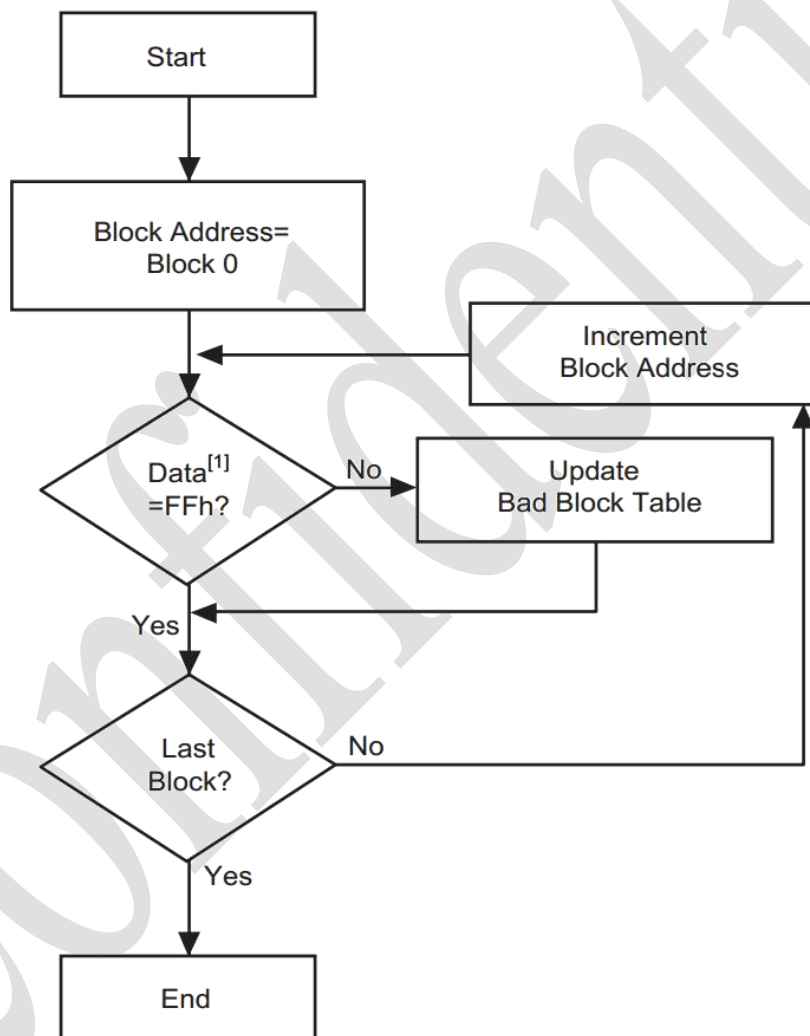 Start
Block Address=
Block 0
Increment
Block Address
Data[1]
=FFh?
No
Update
Bad Block Table
Yes
Last
Block?
No
Yes
End
Confidenti